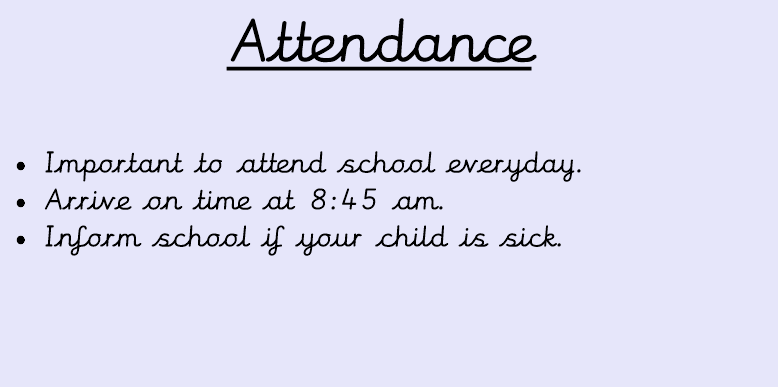 Attendance
• Important to attend school everyday.
• Arrive on time at 8:45 am.
• Inform school if your child is sick.